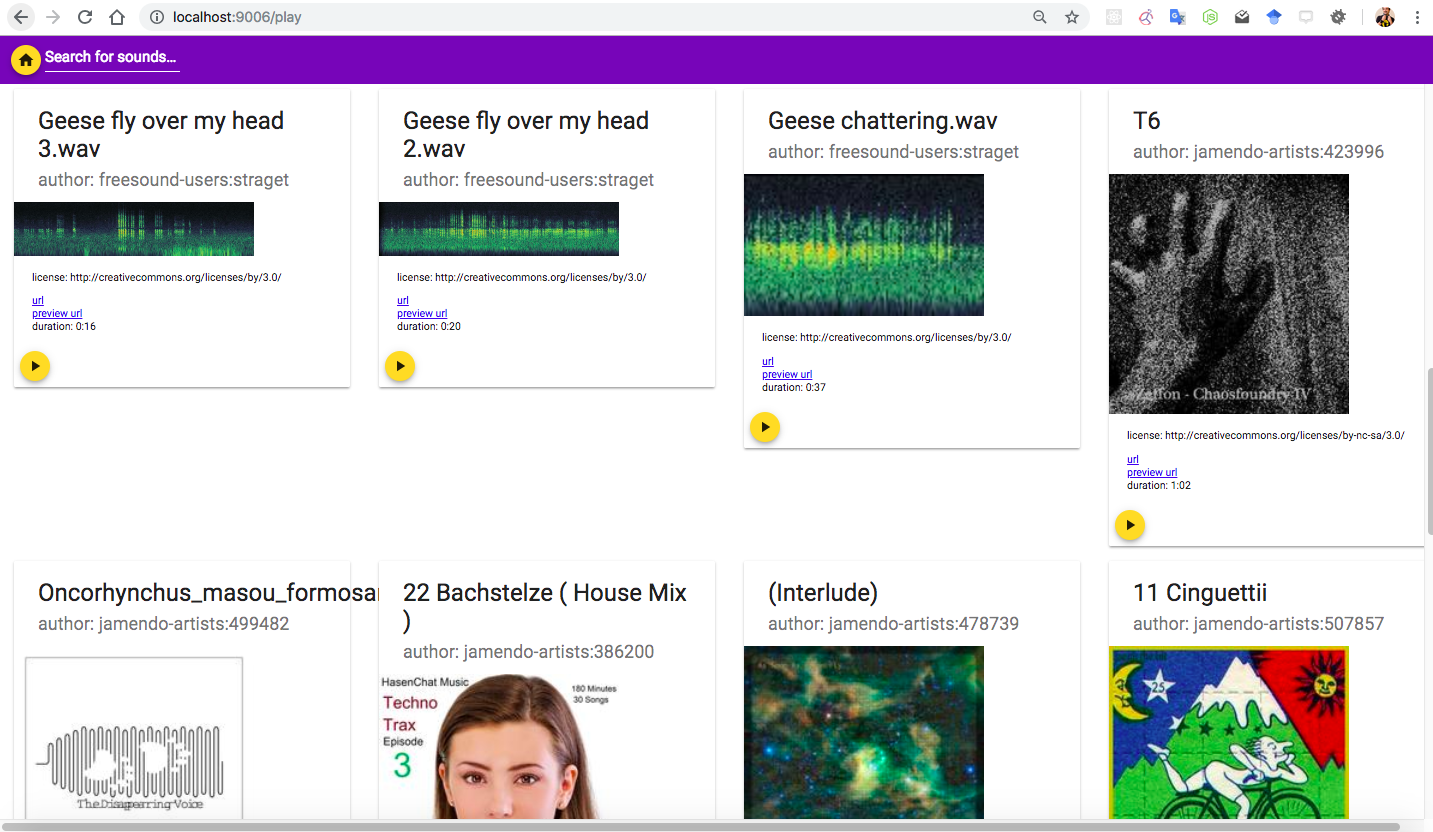 localhost:9006/play
Search for sounds...
Geese fly over my head
3.wav
author: freesound-users:straget
license: http://creativecommons.org/licenses/by/3.0/
url
preview url
duration: 0:16
Geese fly over my head
2.wav
author: freesound-users:straget
license: http://creativecommons.org/licenses/by/3.0/
url
preview url
duration: 0:20
Geese chattering.wav
author: freesound-users:straget
license: http://creativecommons.org/licenses/by/3.0/
url
preview url
duration: 0:37
T6
author: jamendo-artists:423996
Zeffon - Chaosfoundry IV
license: http://creativecommons.org/licenses/by-nc-sa/3.0/
url
preview url
duration: 1:02
Oncorhynchus_masou_formosan
author: jamendo-artists:499482
The Disapearring Voice
22 Bachstelze ( House Mix
)
author: jamendo-artists:386200
HasenChat Music
Techno
Trax
Episode
3
180 Minutes
30 Songs
(Interlude)
author: jamendo-artists:478739
11 Cinguettii
author: jamendo-artists:507857
25